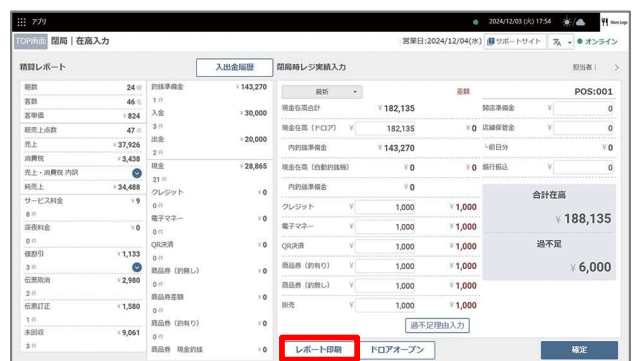 アプリ
2024/12/03 (火) 17:54
TOP/Hubi 閉局 | 在高入力
営業日:2024/12/04(水)
サポートサイト
オンライン
精算レポート
入出金履歴
組数 24 組
客数 46 名
客単価 ¥ 824
総売上点数 47 点
売上 ¥ 37,926
消費税 ¥ 3,438
売上・消費税 内訳
純売上 ¥ 34,488
サービス料金 ¥ 9
8 件
深夜料金 ¥ 0
0 件
値割引 ¥ 1,133
3 件
伝票取消 ¥ 2,980
2 件
伝票訂正 ¥ 1,580
1 件
未回収 ¥ 9,061
3 件
釣銭準備金 ¥ 143,270
1 件
入金 ¥ 30,000
3 件
出金 ¥ 20,000
2 件
現金 ¥ 28,865
21 件
クレジット ¥ 0
0 件
電子マネー ¥ 0
0 件
QR決済 ¥ 0
0 件
商品券 (釣無し) ¥ 0
0 件
商品券差額 ¥ 0
0 件
商品券 (釣有り) ¥ 0
0 件
商品券 現金釣銭 ¥ 0
閉局時レジ実績入力
担当者 |
最新
差額
現金在高合計 ¥ 182,135
現金在高 (ドロア) ¥ 182,135 ¥ 0
内釣銭準備金 ¥ 143,270
現金在高 (自動釣銭機) ¥ 0 ¥ 0
内釣銭準備金 ¥ 0
クレジット ¥ 1,000 ¥ 1,000
電子マネー ¥ 1,000 ¥ 1,000
QR決済 ¥ 1,000 ¥ 1,000
商品券 (釣有り) ¥ 1,000 ¥ 1,000
商品券 (釣無し) ¥ 1,000 ¥ 1,000
掛売 ¥ 1,000 ¥ 1,000
過不足理由入力
POS:001
開店準備金 ¥ 0
店舗保管金 ¥ 0
└前日分 ¥ 0
銀行振込 ¥ 0
合計在高
¥ 188,135
過不足
¥ 6,000
レポート印刷
ドロアオープン
確定